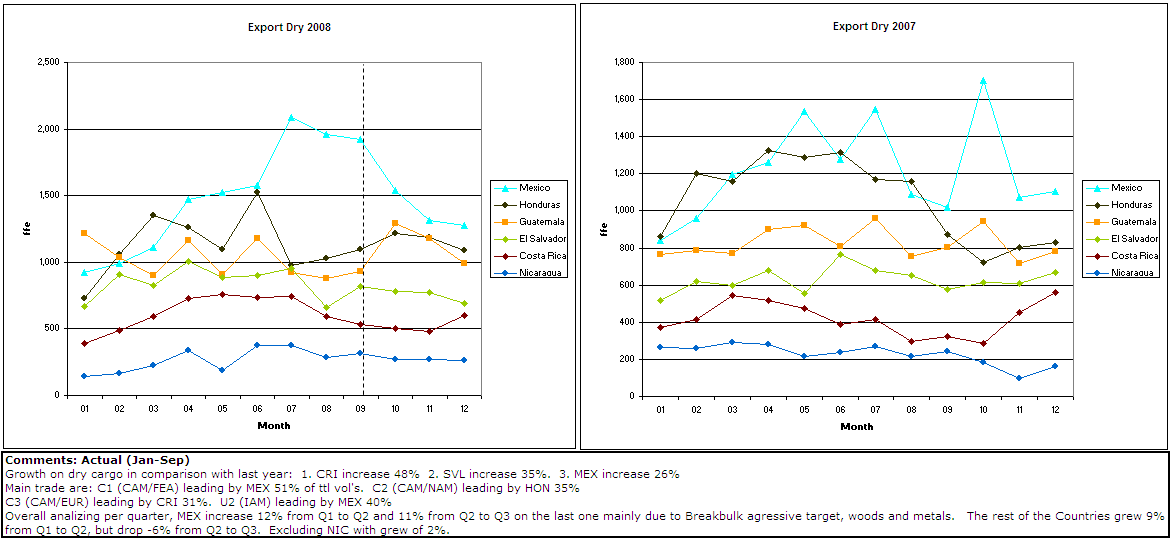 Export Dry 2008
2,500
2,000
1,500
1,000
500
0
ffe
01 02 03 04 05 06 07 08 09 10 11 12
Month
Mexico
Honduras
Guatemala
El Salvador
Costa Rica
Nicaragua
Export Dry 2007
1,800
1,600
1,400
1,200
1,000
800
600
400
200
0
ffe
01 02 03 04 05 06 07 08 09 10 11 12
Month
Mexico
Honduras
Guatemala
El Salvador
Costa Rica
Nicaragua
Comments: Actual (Jan-Sep)
Growth on dry cargo in comparison with last year: 1. CRI increase 48% 2. SVL increase 35%. 3. MEX increase 26%
Main trade are: C1 (CAM/FEA) leading by MEX 51% of ttl vol's. C2 (CAM/NAM) leading by HON 35%
C3 (CAM/EUR) leading by CRI 31%. U2 (IAM) leading by MEX 40%
Overall analizing per quarter, MEX increase 12% from Q1 to Q2 and 11% from Q2 to Q3 on the last one mainly due to Breakbulk agressive target, woods and metals. The rest of the Countries grew 9%
from Q1 to Q2, but drop -6% from Q2 to Q3. Excluding NIC with grew of 2%.